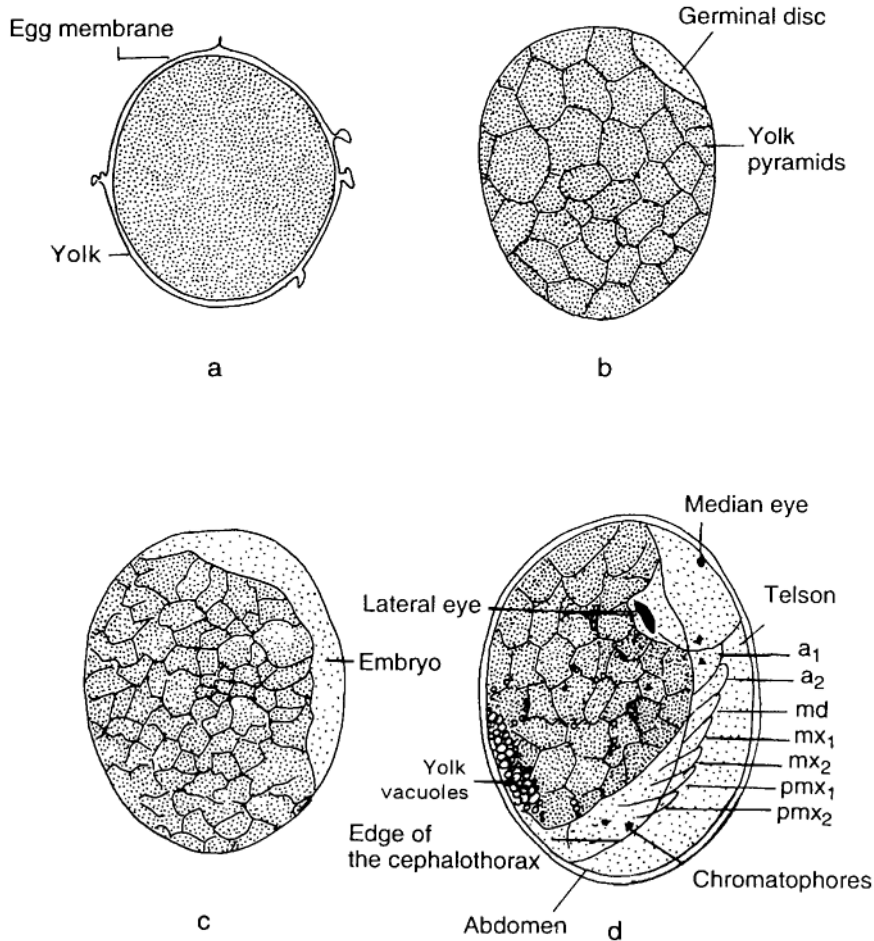 Egg membrane
Yolk
a
Germinal disc
Yolk
pyramids
b
Embryo
c
Median eye
Lateral eye
Telson
a₁
a₂
md
mx₁
mx₂
pmx₁
pmx₂
Yolk
vacuoles
Edge of
the cephalothorax
Chromatophores
Abdomen
d